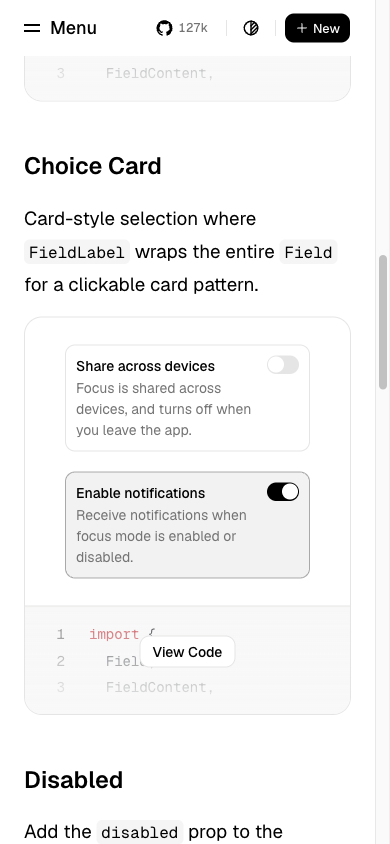 Menu
127k
+ New
3 FieldContent,
Choice Card
Card-style selection where
FieldLabel wraps the entire Field
for a clickable card pattern.
Share across devices
Focus is shared across
devices, and turns off when
you leave the app.
Enable notifications
Receive notifications when
focus mode is enabled or
disabled.
1 import {
View Code
2 Field,
3 FieldContent,
Disabled
Add the disabled prop to the